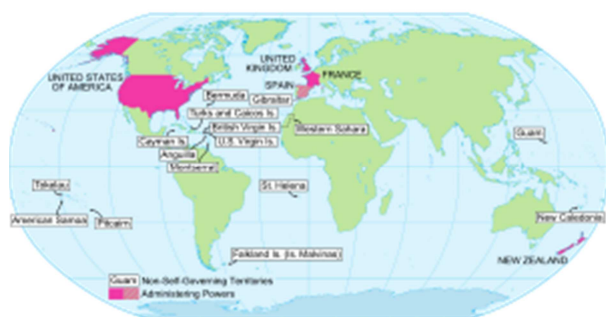 UNITED
KINGDOM
FRANCE
UNITED STATES
OF AMERICA
SPAIN
Bermuda
Gibraltar
Turks and Caicos Is.
British Virgin Is.
Western Sahara
Guam
Cayman Is.
U.S. Virgin Is.
Anguilla
Montserrat
Tokelau
St. Helena
American Samoa
Pitcairn
New Caledonia
Falkland Is. (Is. Malvinas)
NEW ZEALAND
Guam Non-Self-Governing Territories
Administering Powers